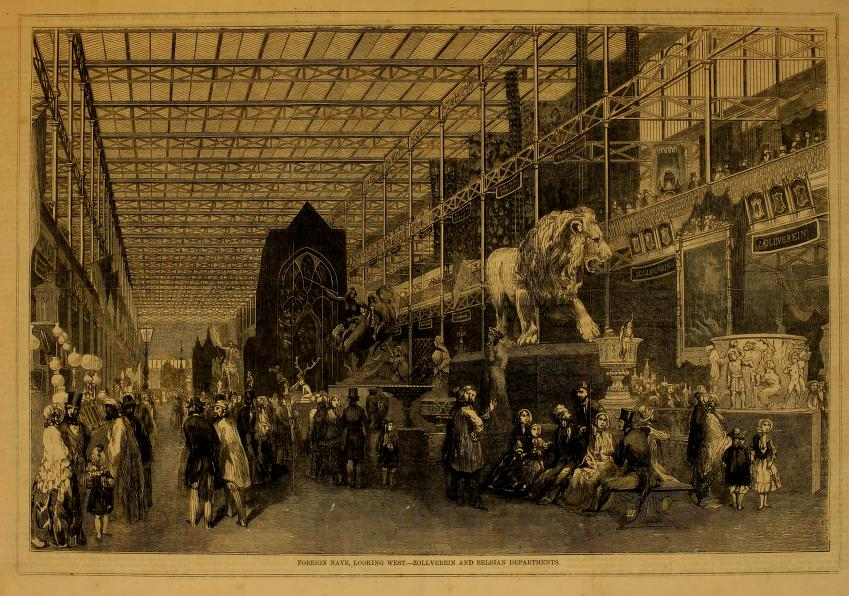 ZOLLVEREIN
ZOLLVEREIN
FOREIGN NAVE, LOOKING WEST.—ZOLLVEREIN AND BELGIAN DEPARTMENTS.